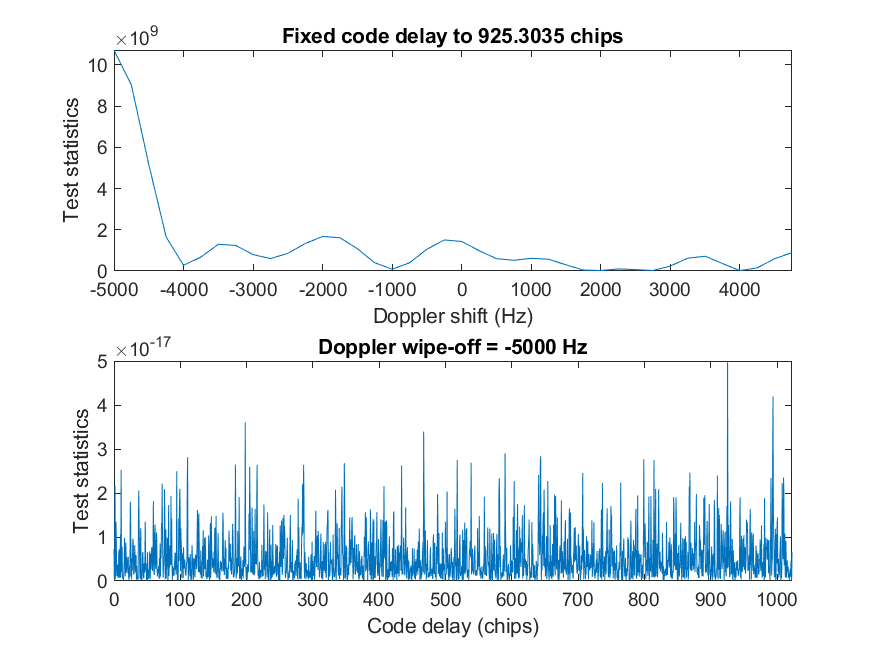 ×10^9
Fixed code delay to 925.3035 chips
10
8
6
4
2
0
Test statistics
-5000 -4000 -3000 -2000 -1000 0 1000 2000 3000 4000
Doppler shift (Hz)
×10^-17
Doppler wipe-off = -5000 Hz
5
4
3
2
1
0
Test statistics
0 100 200 300 400 500 600 700 800 900 1000
Code delay (chips)